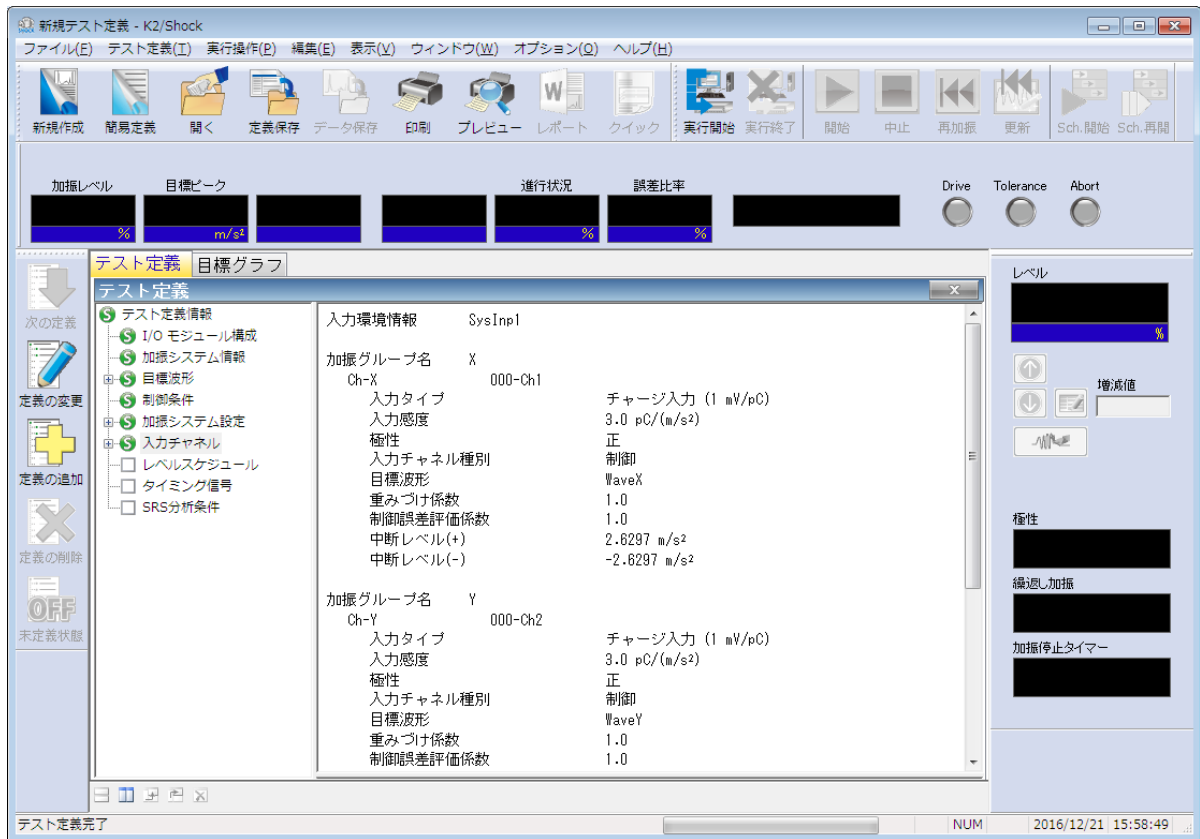 新規テスト定義 - K2/Shock
ファイル(F) テスト定義(T) 実行操作(P) 編集(E) 表示(V) ウィンドウ(W) オプション(O) ヘルプ(H)
新規作成 簡易定義 開く 定義保存 データ保存 印刷 プレビュー レポート クイック 実行開始 実行終了 開始 中止 再加振 更新 Sch.開始 Sch.再開
加振レベル 目標ピーク 進行状況 誤差比率 Drive Tolerance Abort
% m/s² % %
テスト定義 目標グラフ
テスト定義
次の定義
定義の変更
定義の追加
定義の削除
OFF
未定義状態
テスト定義情報
I/O モジュール構成
加振システム情報
目標波形
制御条件
加振システム設定
入力チャネル
レベルスケジュール
タイミング信号
SRS分析条件
入力環境情報 SysInp1
加振グループ名 X
Ch-X 000-Ch1
入力タイプ チャージ入力 (1 mV/pC)
入力感度 3.0 pC/(m/s²)
極性 正
入力チャネル種別 制御
目標波形 WaveX
重みづけ係数 1.0
制御誤差評価係数 1.0
中断レベル(+) 2.6297 m/s²
中断レベル(-) -2.6297 m/s²
加振グループ名 Y
Ch-Y 000-Ch2
入力タイプ チャージ入力 (1 mV/pC)
入力感度 3.0 pC/(m/s²)
極性 正
入力チャネル種別 制御
目標波形 WaveY
重みづけ係数 1.0
制御誤差評価係数 1.0
レベル
%
増減値
極性
繰返し加振
加振停止タイマー
テスト定義完了 NUM 2016/12/21 15:58:49